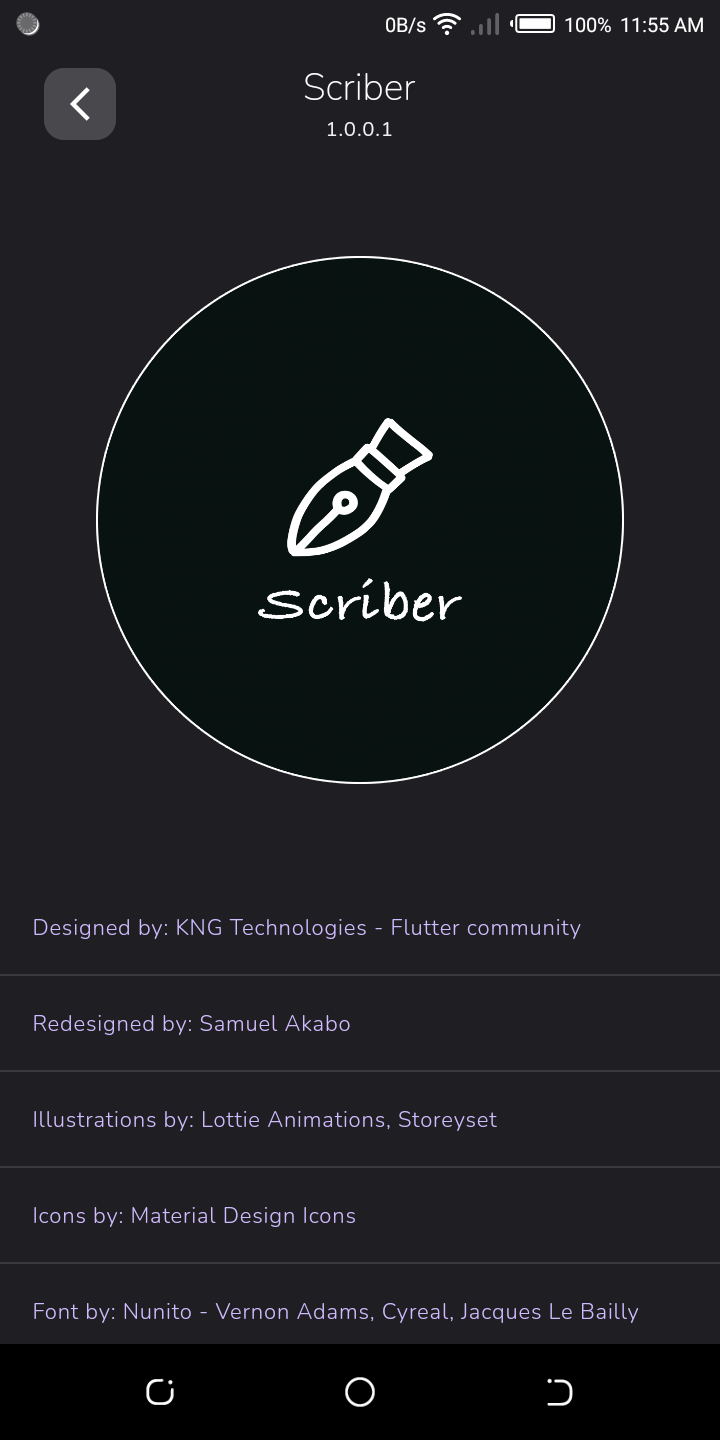 0B/s 100% 11:55 AM
Scriber
1.0.0.1
Scriber
Designed by: KNG Technologies - Flutter community
Redesigned by: Samuel Akabo
Illustrations by: Lottie Animations, Storeyset
Icons by: Material Design Icons
Font by: Nunito - Vernon Adams, Cyreal, Jacques Le Bailly